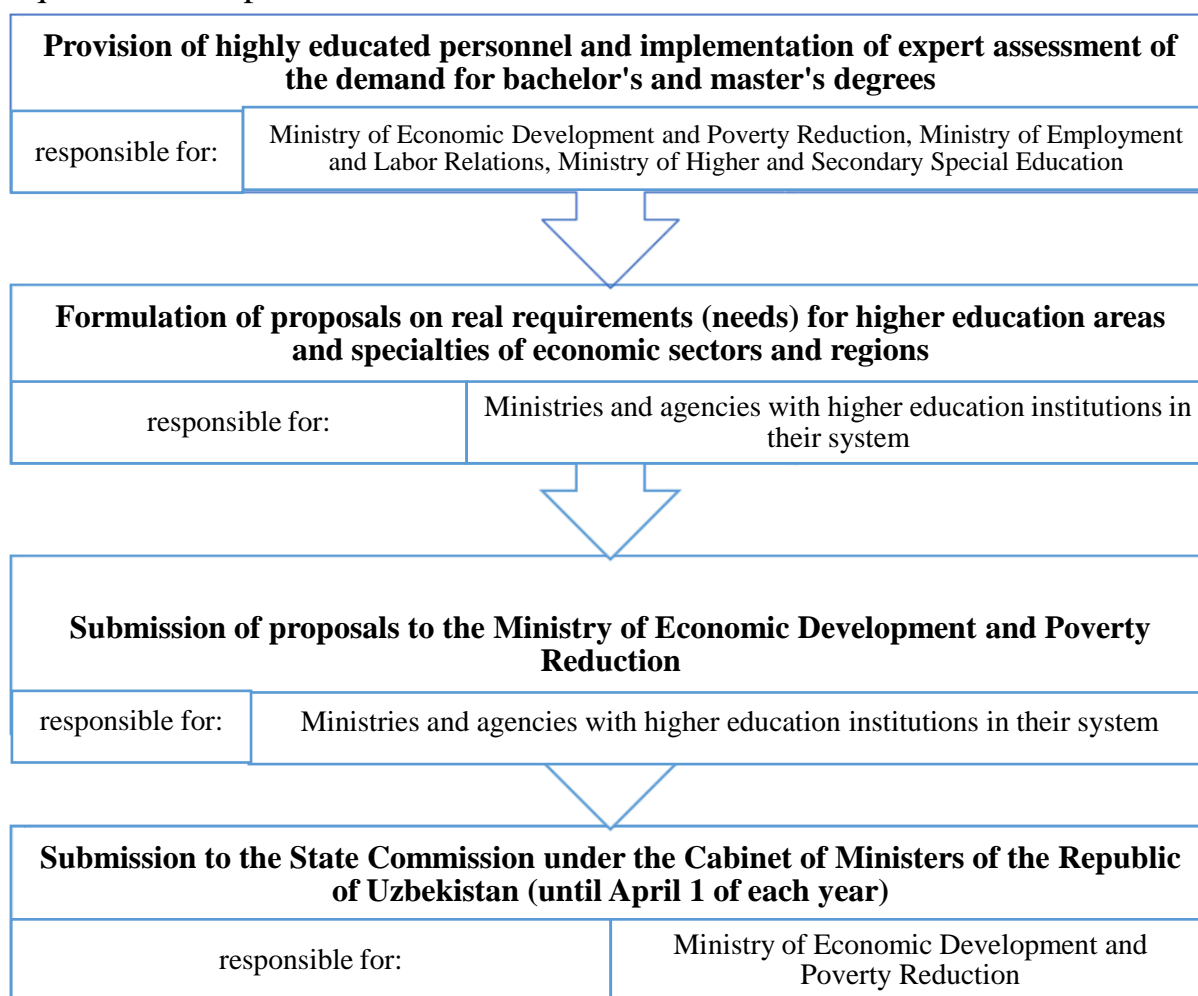 Provision of highly educated personnel and implementation of expert assessment of
the demand for bachelor's and master's degrees
responsible for:
Ministry of Economic Development and Poverty Reduction, Ministry of Employment
and Labor Relations, Ministry of Higher and Secondary Special Education
Formulation of proposals on real requirements (needs) for higher education areas
and specialties of economic sectors and regions
responsible for:
Ministries and agencies with higher education institutions in
their system
Submission of proposals to the Ministry of Economic Development and Poverty
Reduction
responsible for:
Ministries and agencies with higher education institutions in their system
Submission to the State Commission under the Cabinet of Ministers of the Republic
of Uzbekistan (until April 1 of each year)
responsible for:
Ministry of Economic Development and
Poverty Reduction